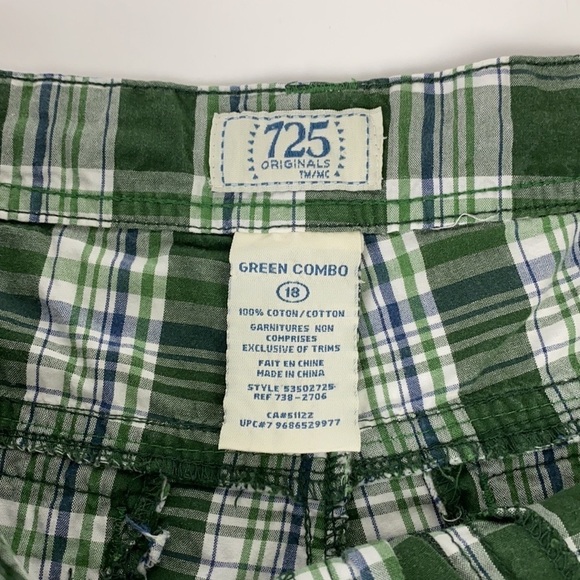 725
ORIGINALS
TM/MC
GREEN COMBO
18
100% COTON/COTTON
GARNITURES NON
COMPRISES
EXCLUSIVE OF TRIMS
FAIT EN CHINE
MADE IN CHINA
STYLE 53502725
REF 738-2706
CA#51122
UPC#7 9686529977